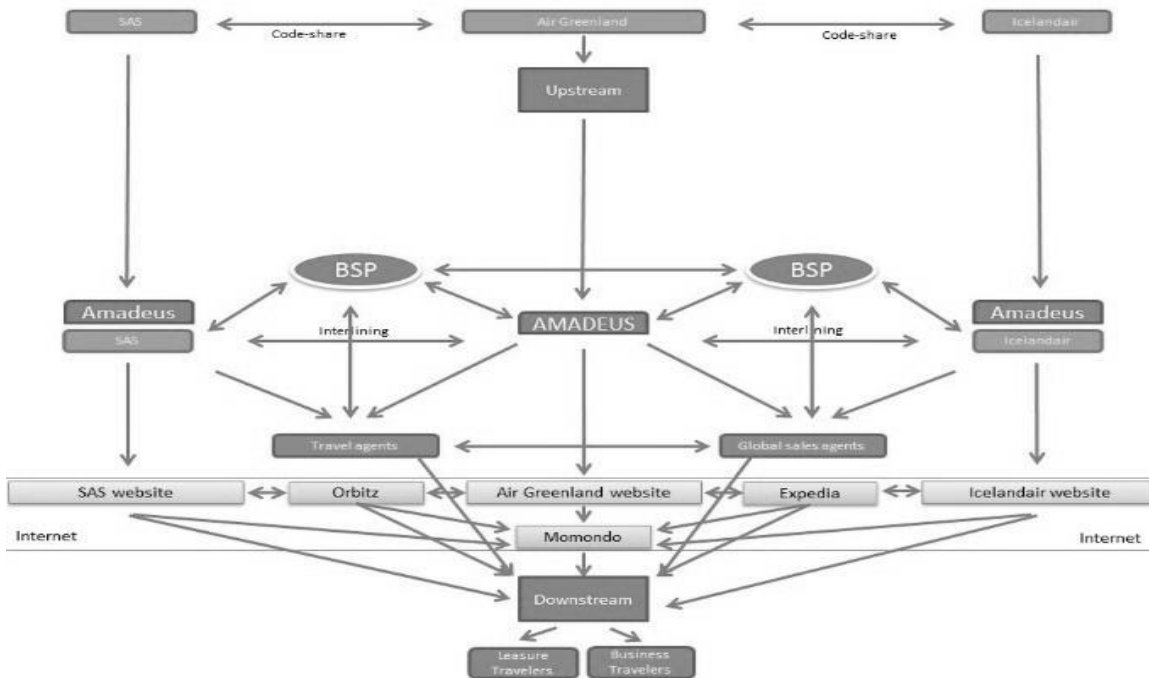 SAS
Air Greenland
Icelandair
Code-share
Code-share
Upstream
BSP
BSP
Amadeus
AMADEUS
Amadeus
Interlining
Interlining
SAS
Icelandair
Travel agents
Global sales agents
SAS website
Orbitz
Air Greenland website
Expedia
Icelandair website
Internet
Momondo
Internet
Downstream
Leasure
Travelers
Business
Travelers